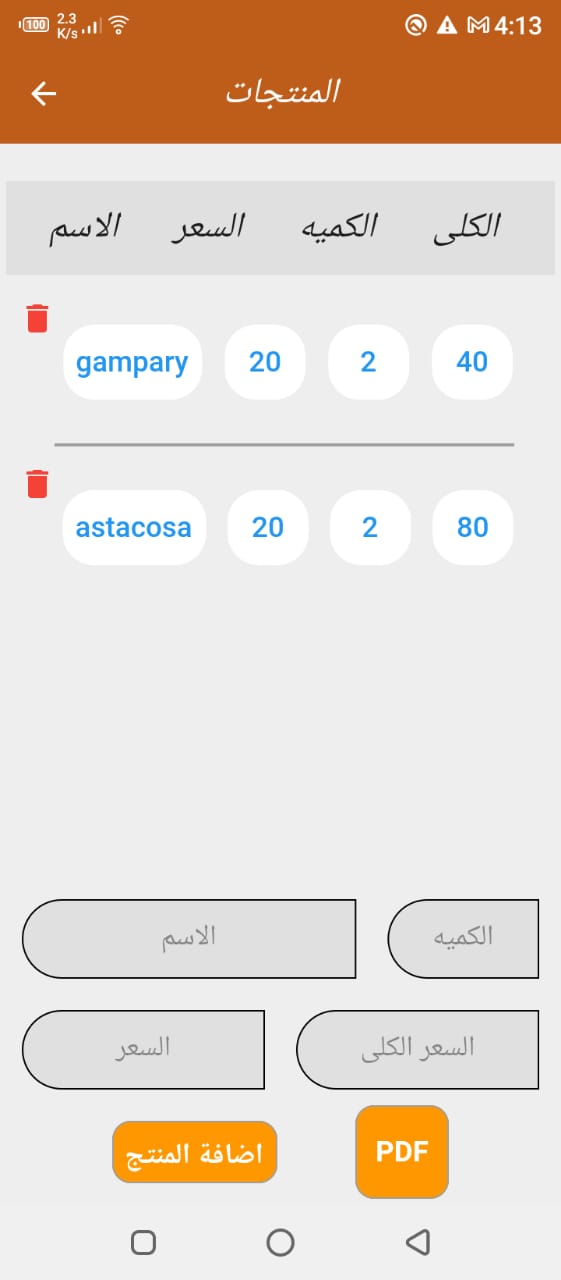 100 2.3 K/s 4:13
المنتجات
الاسم السعر الكميه الكلى
gampary 20 2 40
astacosa 20 2 80
الاسم الكميه
السعر السعر الكلى
اضافة المنتج PDF